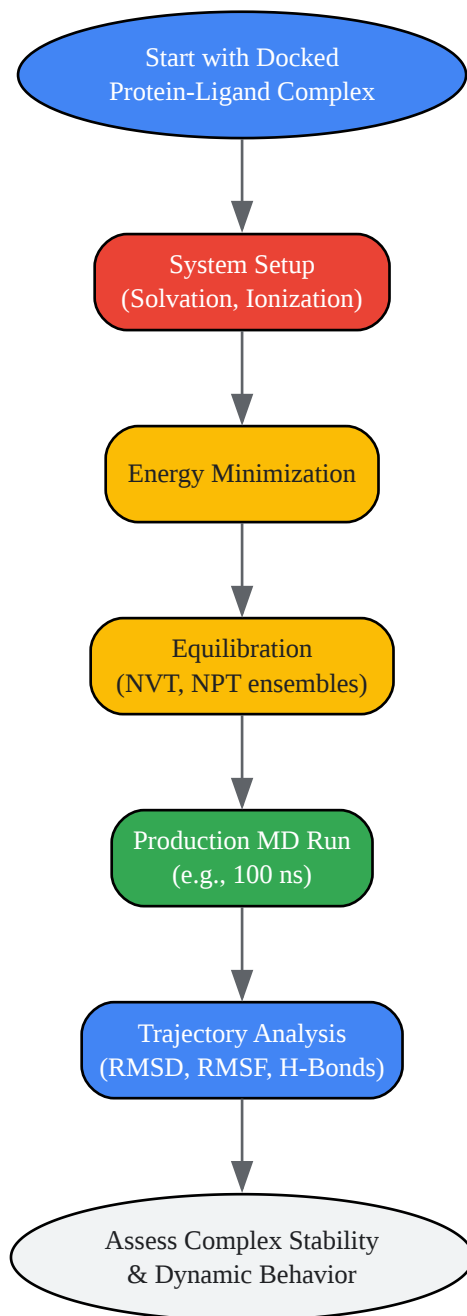 Start with Docked
Protein-Ligand Complex
System Setup
(Solvation, Ionization)
Energy Minimization
Equilibration
(NVT, NPT ensembles)
Production MD Run
(e.g., 100 ns)
Trajectory Analysis
(RMSD, RMSF, H-Bonds)
Assess Complex Stability
& Dynamic Behavior